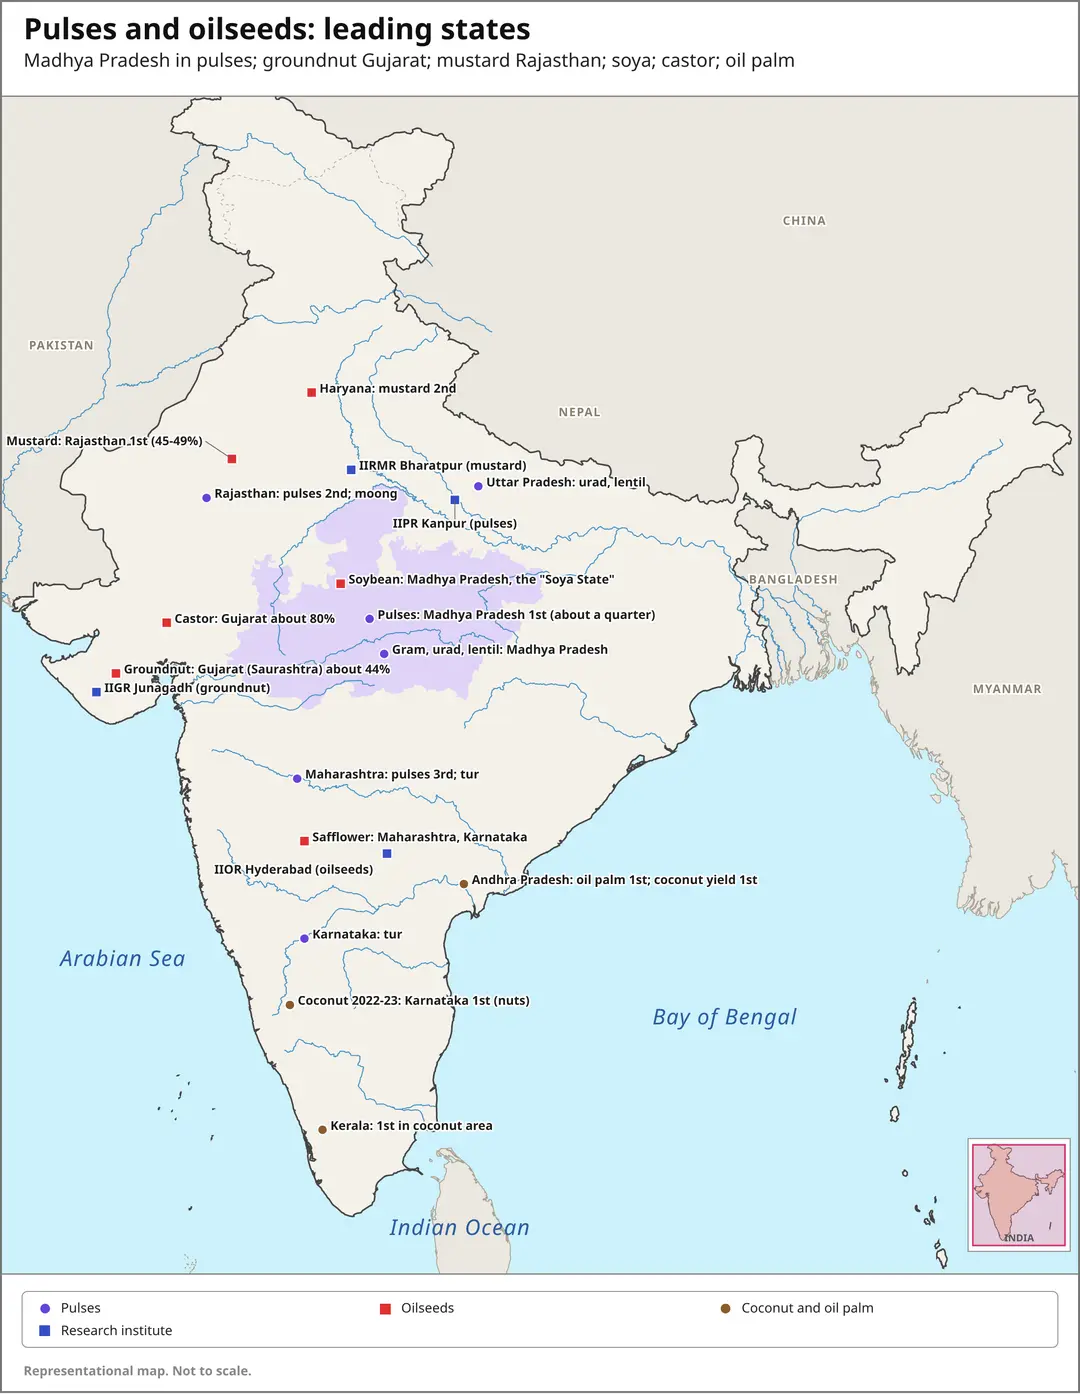 Pulses and oilseeds: leading states
Madhya Pradesh in pulses; groundnut Gujarat; mustard Rajasthan; soya; castor; oil palm
CHINA
PAKISTAN
Haryana: mustard 2nd
NEPAL
Mustard: Rajasthan 1st (45-49%)
IIRMR Bharatpur (mustard)
Uttar Pradesh: urad, lentil
Rajasthan: pulses 2nd; moong
IIPR Kanpur (pulses)
Soybean: Madhya Pradesh, the "Soya State"
BANGLADESH
Castor: Gujarat about 80%
Pulses: Madhya Pradesh 1st (about a quarter)
Gram, urad, lentil: Madhya Pradesh
Groundnut: Gujarat (Saurashtra) about 44%
IIGR Junagadh (groundnut)
MYANMAR
Maharashtra: pulses 3rd; tur
Safflower: Maharashtra, Karnataka
IIOR Hyderabad (oilseeds)
Andhra Pradesh: oil palm 1st; coconut yield 1st
Karnataka: tur
Arabian Sea
Coconut 2022-23: Karnataka 1st (nuts)
Bay of Bengal
Kerala: 1st in coconut area
Indian Ocean
INDIA
Pulses
Oilseeds
Coconut and oil palm
Research institute
Representational map. Not to scale.